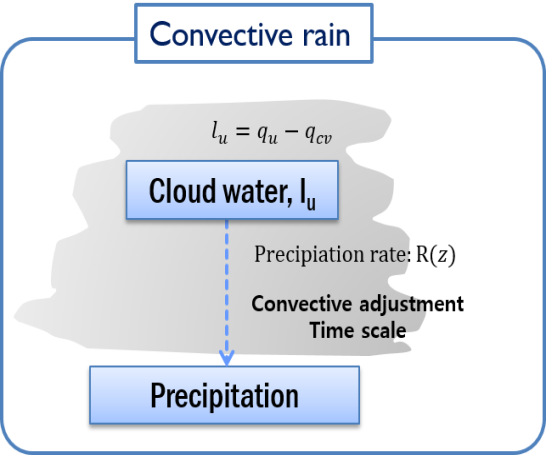 Convective rain
l_u = q_u − q_cv
Cloud water, l_u
Precipiation rate: R(z)
Convective adjustment
Time scale
Precipitation